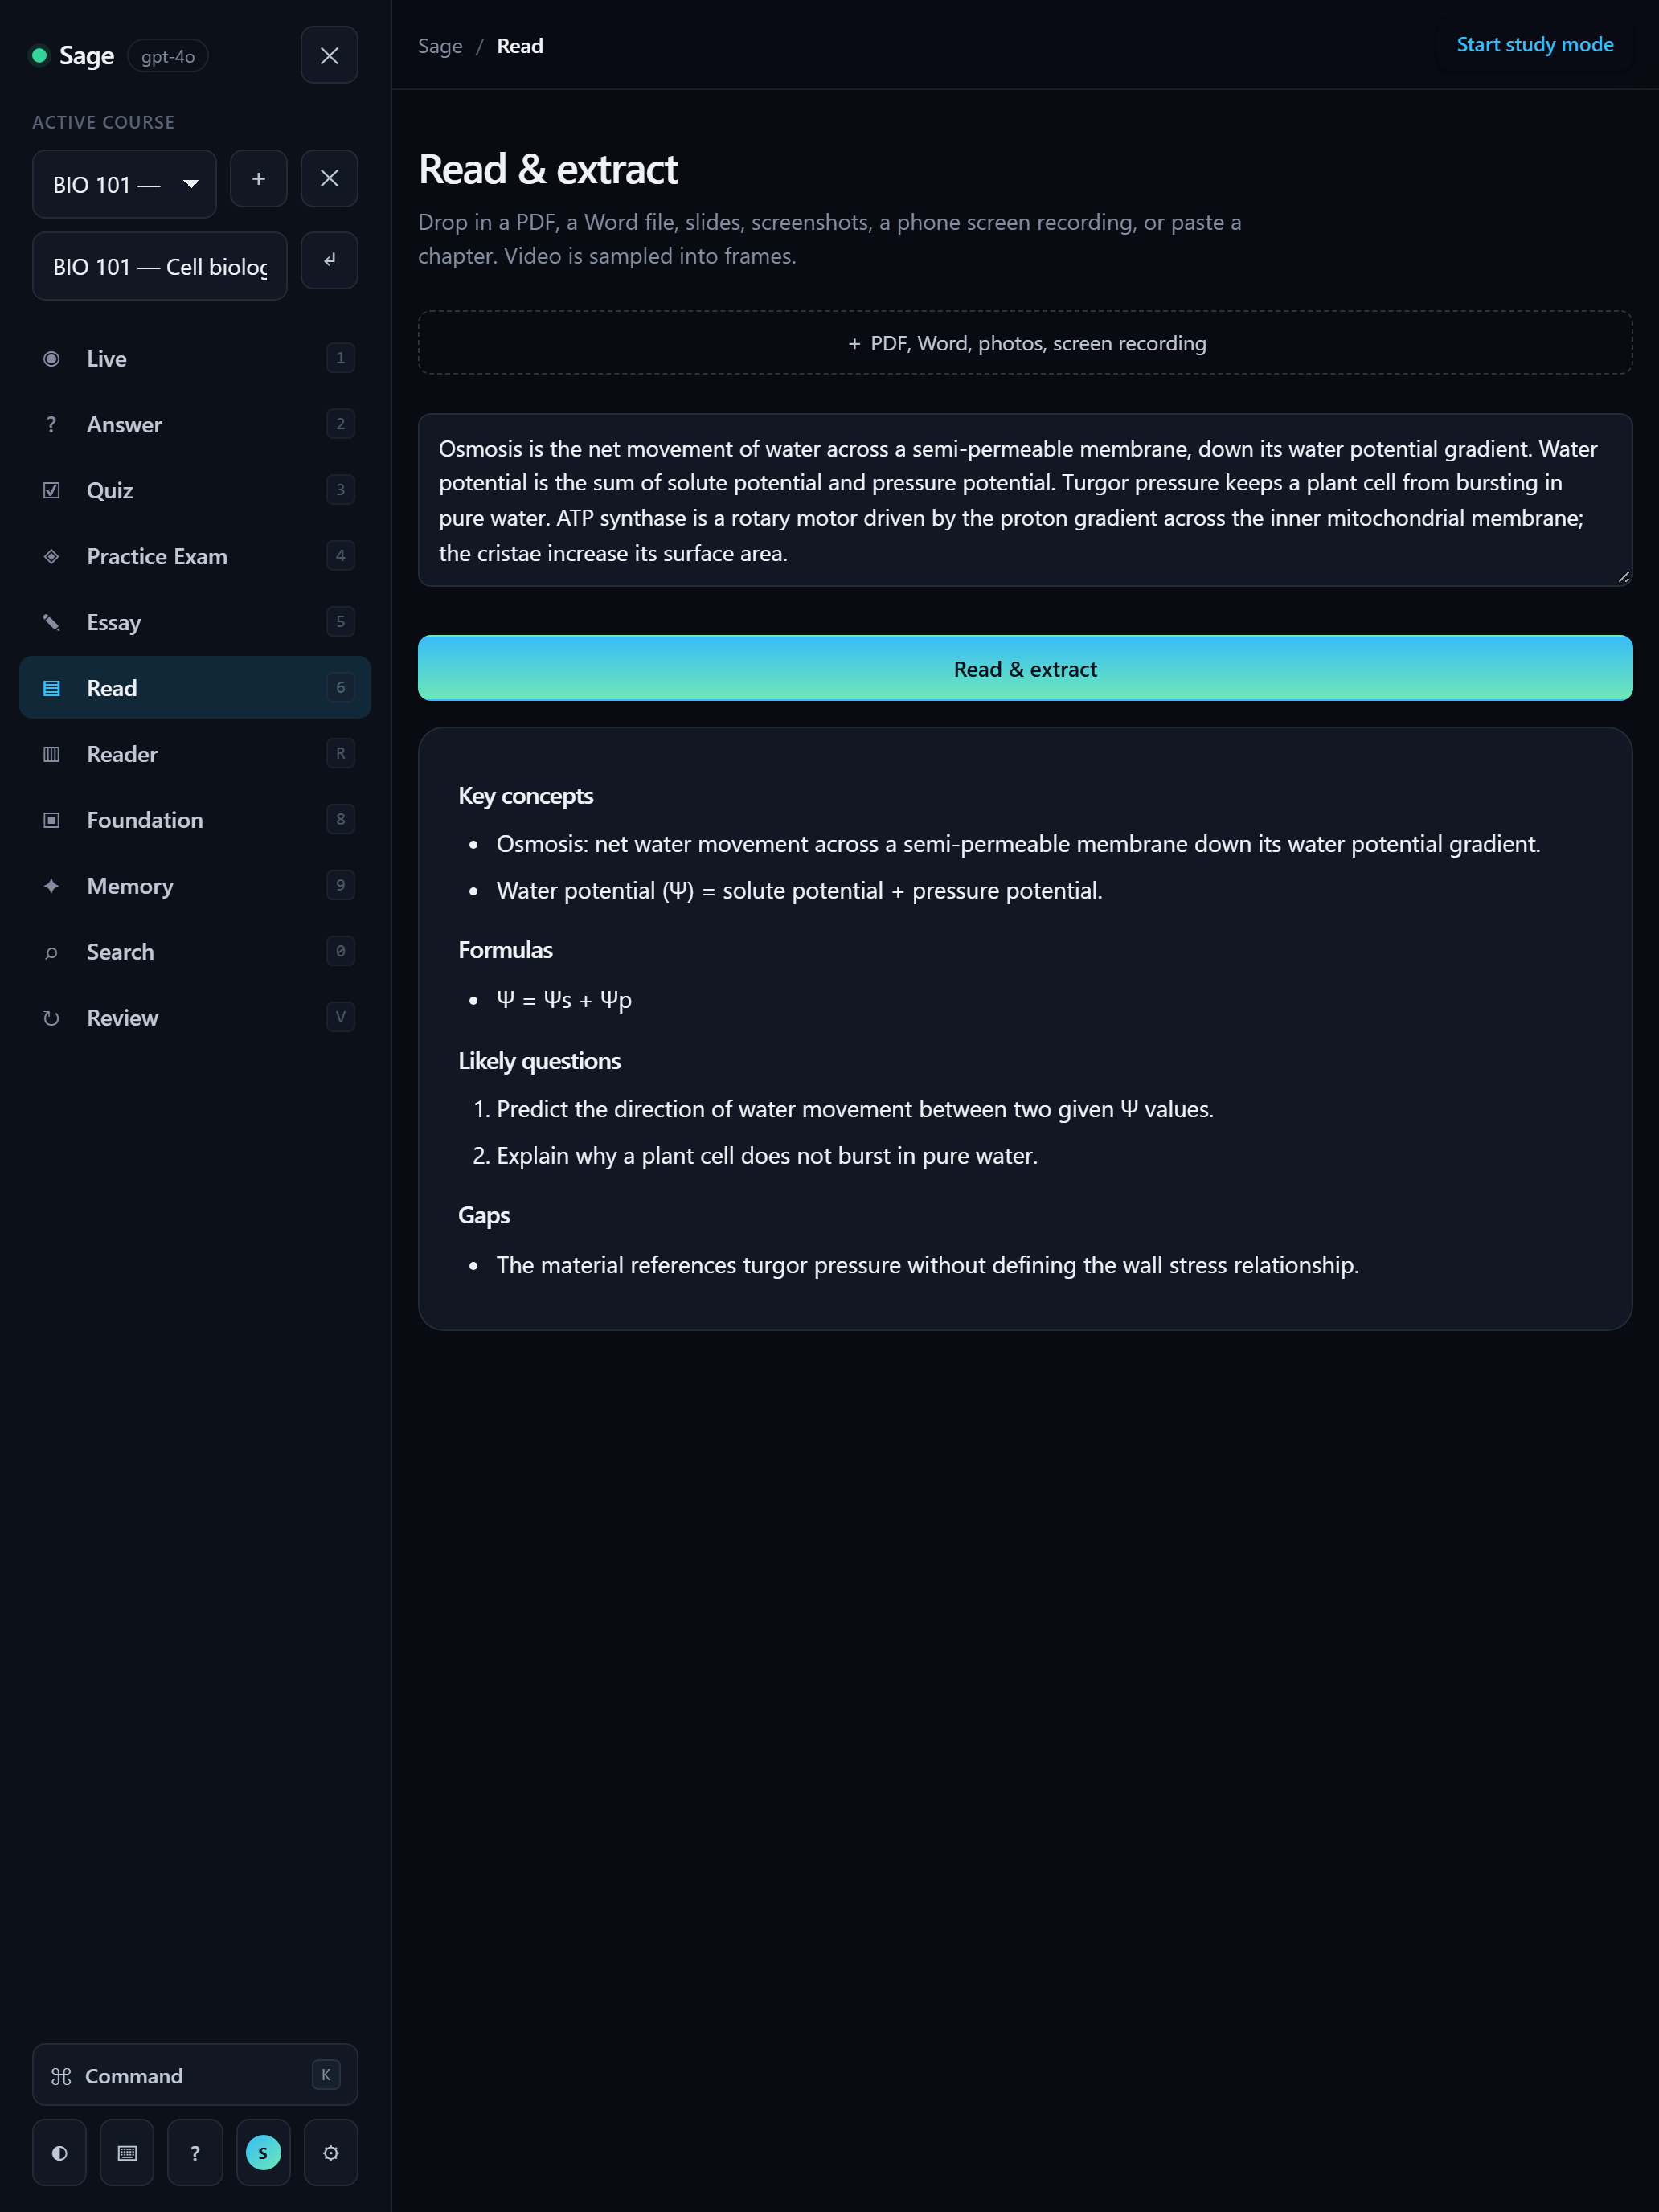 Sage gpt-4o
ACTIVE COURSE
BIO 101 —
+
BIO 101 — Cell biolog
Live 1
? Answer 2
Quiz 3
Practice Exam 4
Essay 5
Read 6
Reader R
Foundation 8
Memory 9
Search 0
Review V
⌘ Command K
?
S
Sage / Read
Start study mode
Read & extract
Drop in a PDF, a Word file, slides, screenshots, a phone screen recording, or paste a
chapter. Video is sampled into frames.
+ PDF, Word, photos, screen recording
Osmosis is the net movement of water across a semi-permeable membrane, down its water potential gradient. Water
potential is the sum of solute potential and pressure potential. Turgor pressure keeps a plant cell from bursting in
pure water. ATP synthase is a rotary motor driven by the proton gradient across the inner mitochondrial membrane;
the cristae increase its surface area.
Read & extract
Key concepts
• Osmosis: net water movement across a semi-permeable membrane down its water potential gradient.
• Water potential (Ψ) = solute potential + pressure potential.
Formulas
• Ψ = Ψs + Ψp
Likely questions
1. Predict the direction of water movement between two given Ψ values.
2. Explain why a plant cell does not burst in pure water.
Gaps
• The material references turgor pressure without defining the wall stress relationship.